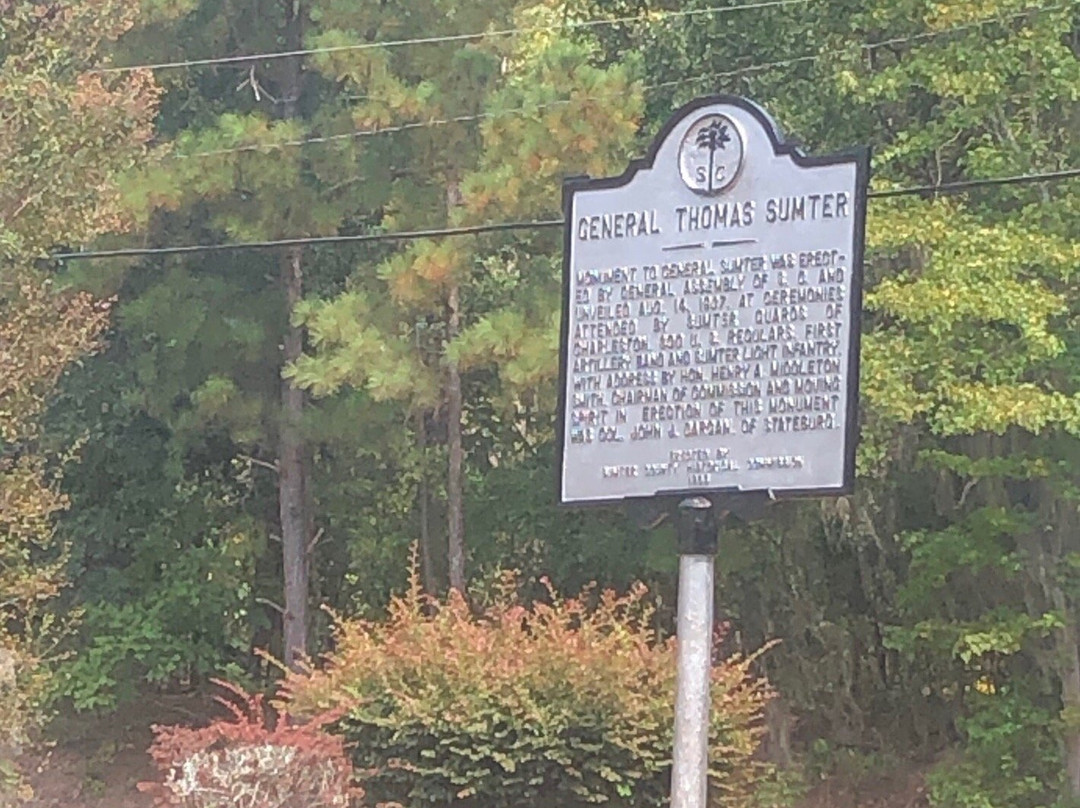 S C
GENERAL THOMAS SUMTER
MONUMENT TO GENERAL SUMTER WAS ERECT-
ED BY GENERAL ASSEMBLY OF S. C. AND
UNVEILED AUG. 14, 1907, AT CEREMONIES
ATTENDED BY SUMTER GUARDS OF
CHARLESTON, U. S. REGULARS, FIRST
ARTILLERY BAND AND SUMTER LIGHT INFANTRY
WITH ADDRESS BY HON. HENRY A. MIDDLETON
SMITH. CHAIRMAN OF COMMISSION AND MOVING
SPIRIT IN ERECTION OF THIS MONUMENT
WAS COL. JOHN J. DARGAN, OF STATEBURG.
ERECTED BY
SUMTER COUNTY HISTORICAL COMMISSION